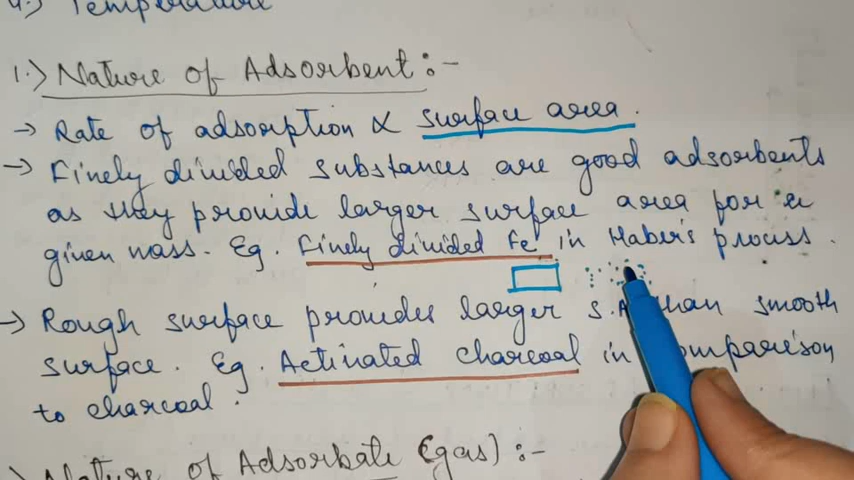 4.) Temperature
1.) Nature of Adsorbent :-
→ Rate of adsorption ∝ surface area.
→ Finely divided substances are good adsorbents
as they provide larger surface area for a
given mass. Eg. Finely divided Fe in Haber's process.
→ Rough surface provides larger S.A than smooth
surface. Eg. Activated charcoal in comparison
to charcoal.
Nature of Adsorbate (gas) :-